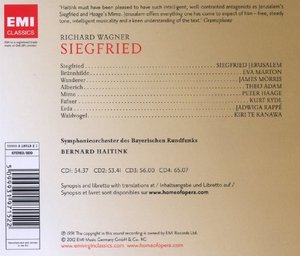 EMI
CLASSICS
'Haitink must have been pleased to have such intelligent, well contrasted antagonists as Jerusalem's
Siegfried and Haage's Mime. Jerusalem offers everything one has come to expect of him – free, steady
tone, intelligent musicality and a keen understanding of the text.' Gramophone
RICHARD WAGNER
SIEGFRIED
Siegfried SIEGFRIED JERUSALEM
Brünnhilde EVA MARTON
Wanderer JAMES MORRIS
Alberich THEO ADAM
Mime PETER HAAGE
Fafner KURT RYDL
Erda JADWIGA RAPPÉ
Waldvogel KIRI TE KANAWA
Symphonieorchester des Bayerischen Rundfunks
BERNARD HAITINK
CD1: 54.37 CD2: 53.41 CD3: 56.00 CD4: 65.07
Synopsis and libretto with translations at / Inhaltsangabe und Libretto auf /
Synopsis et livret sont disponibles sur www.homeofopera.com
STEREO/DDD
www.emiclassics.com
www.homeofopera.com